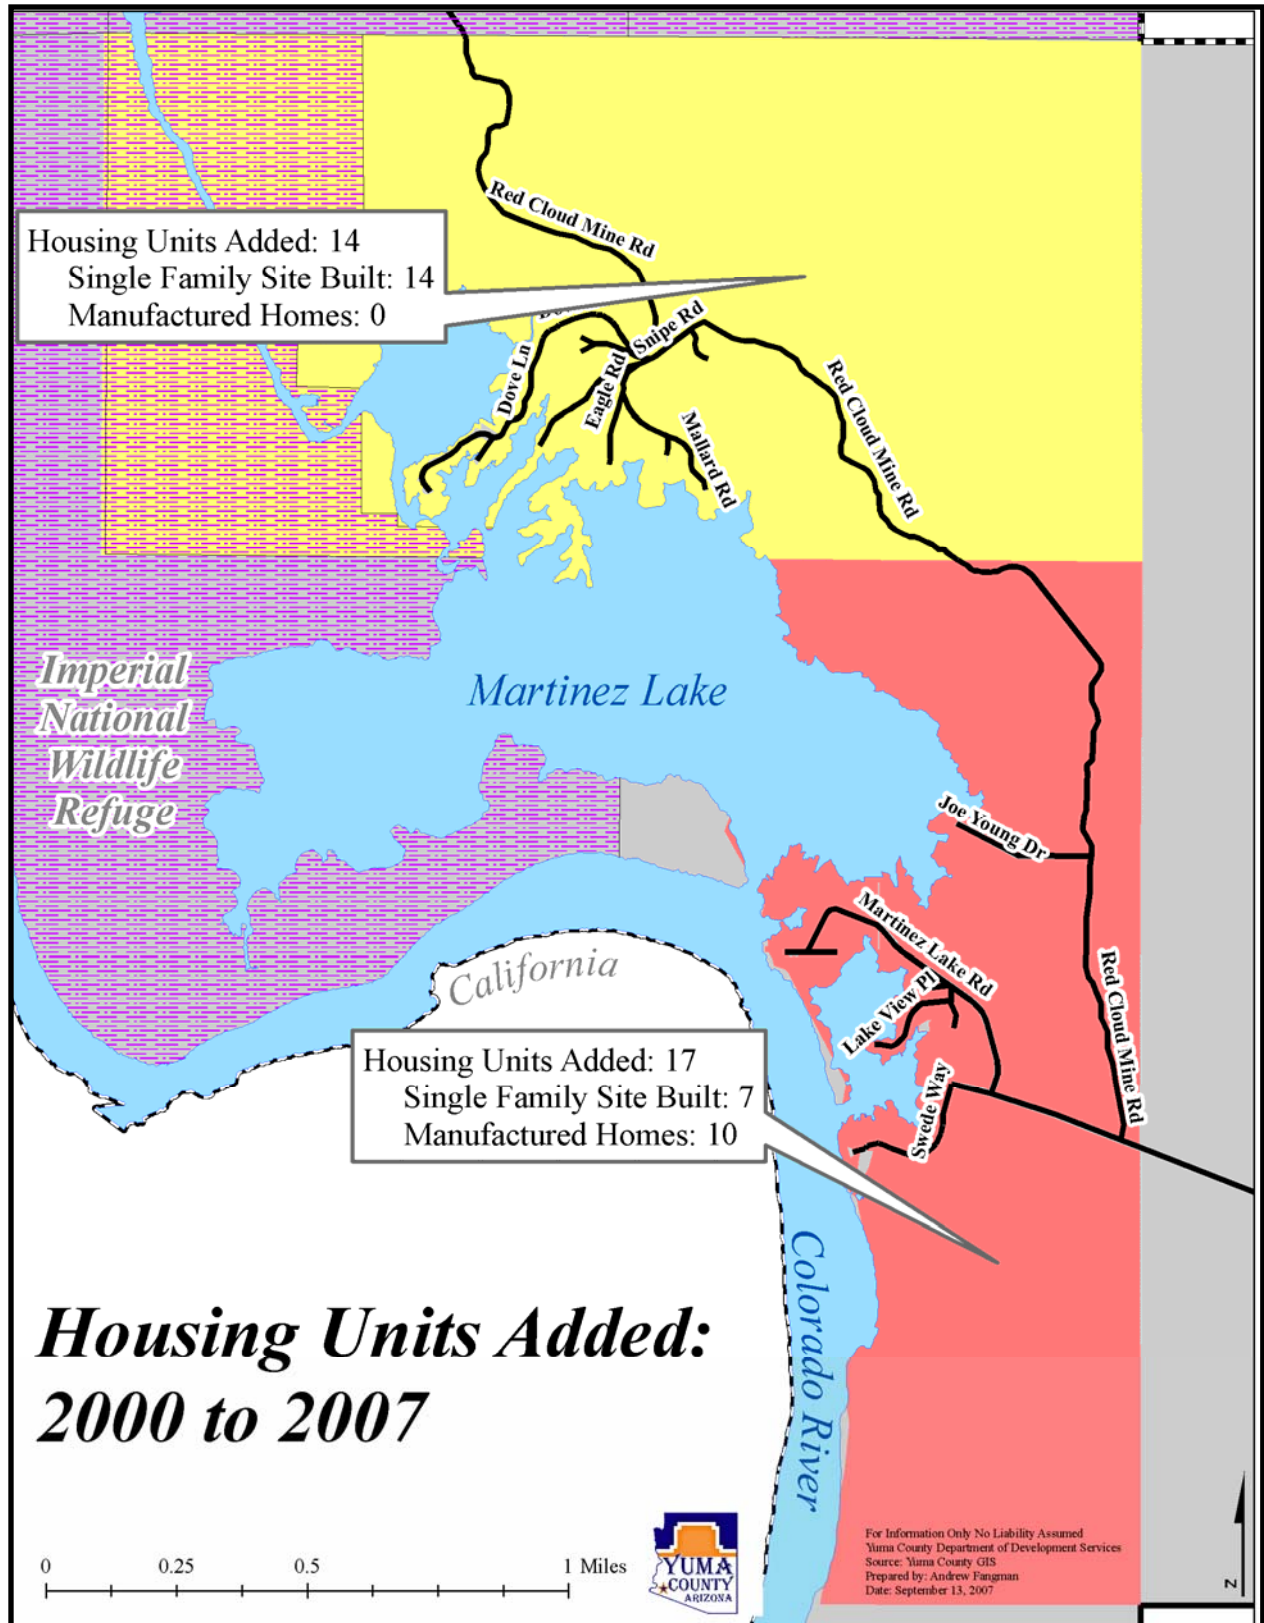 Red Cloud Mine Rd
Housing Units Added: 14
Single Family Site Built: 14
Manufactured Homes: 0
Snipe Rd
Dove Ln
Eagle Rd
Mallard Rd
Red Cloud Mine Rd
Imperial
National
Wildlife
Refuge
Martinez Lake
Joe Young Dr
Martinez Lake Rd
California
Lake View Pl
Red Cloud Mine Rd
Housing Units Added: 17
Single Family Site Built: 7
Manufactured Homes: 10
Swede Way
Colorado River
Housing Units Added:
2000 to 2007
0 0.25 0.5 1 Miles
YUMA
COUNTY
ARIZONA
For Information Only No Liability Assumed
Yuma County Department of Development Services
Source: Yuma County GIS
Prepared by: Andrew Fangman
Date: September 13, 2007
N